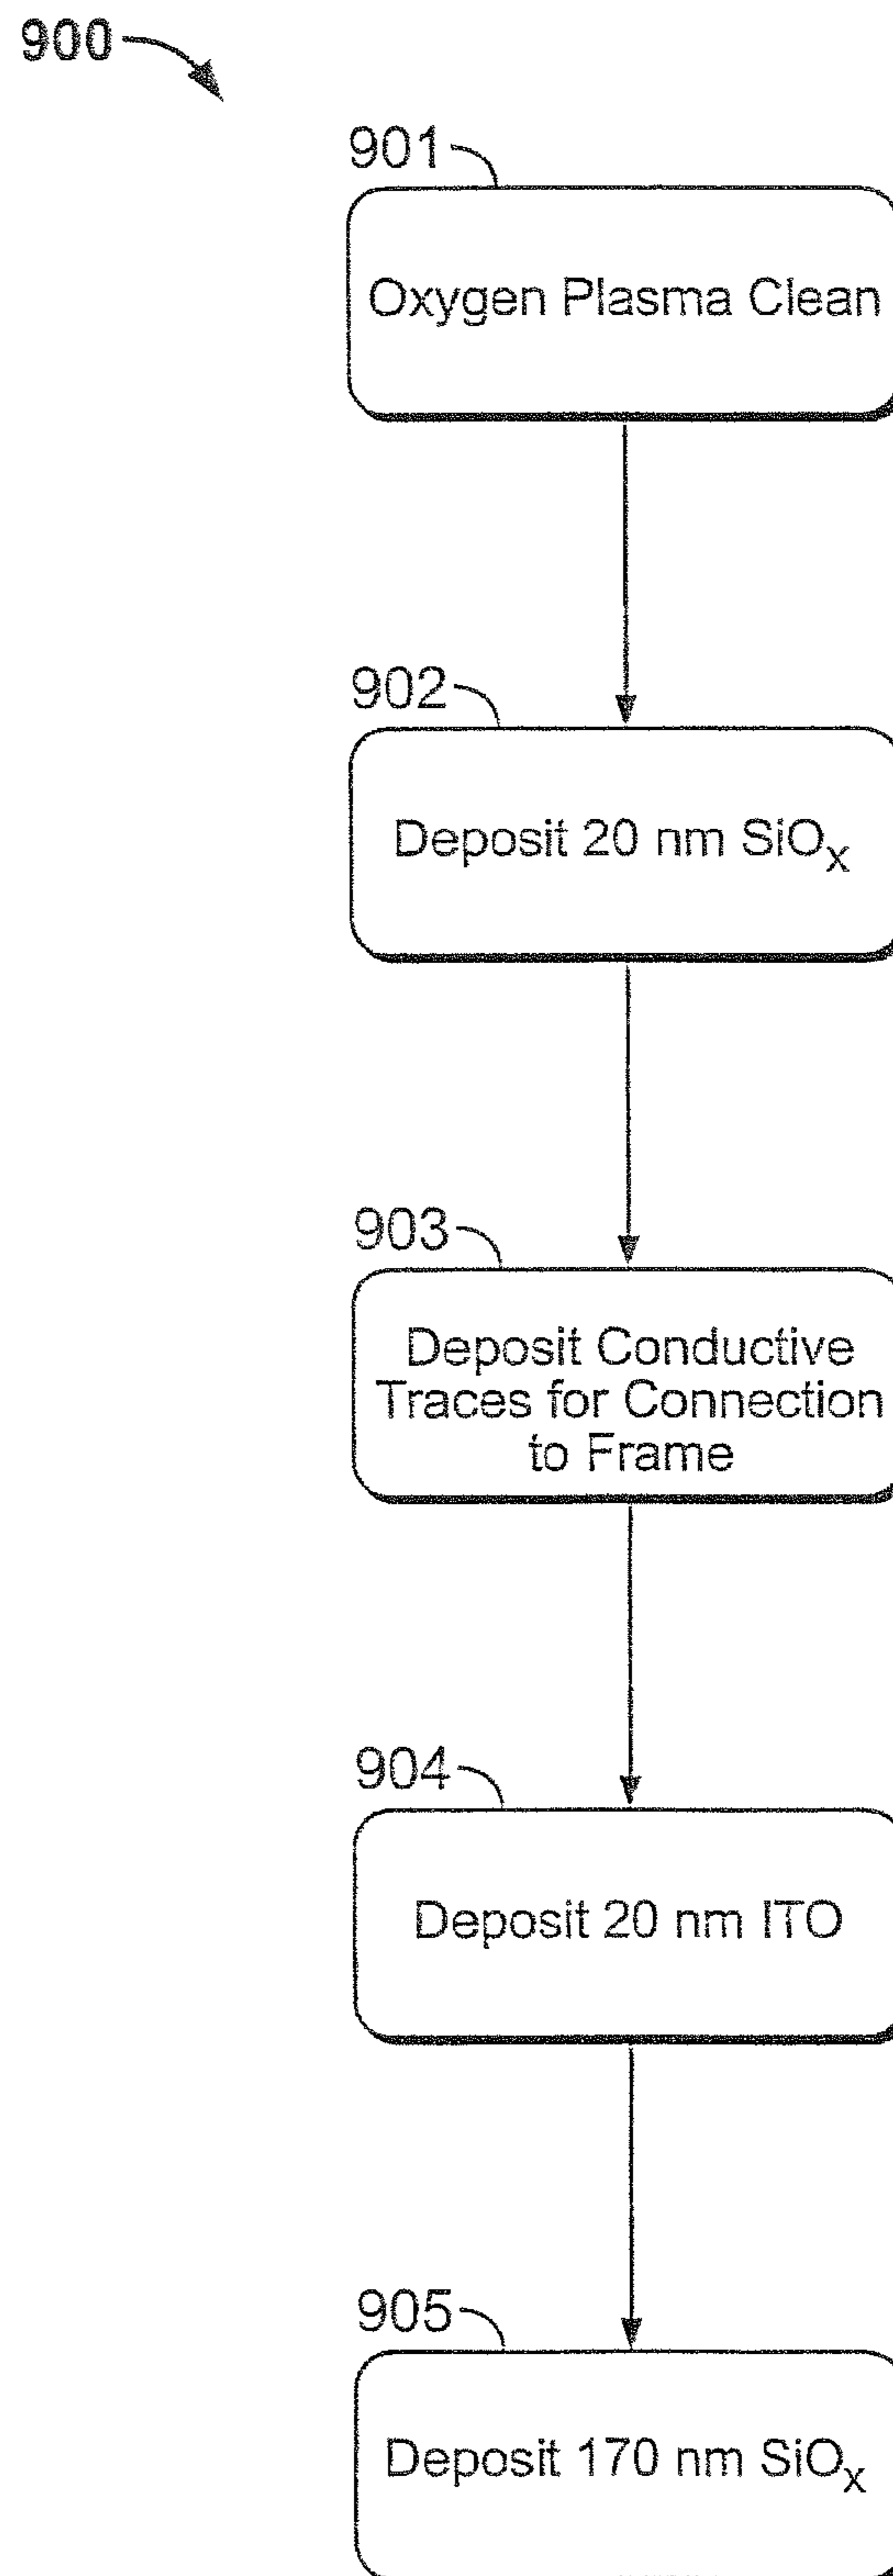 900
901
Oxygen Plasma Clean
902
Deposit 20 nm SiOₓ
903
Deposit Conductive
Traces for Connection
to Frame
904
Deposit 20 nm ITO
905
Deposit 170 nm SiOₓ